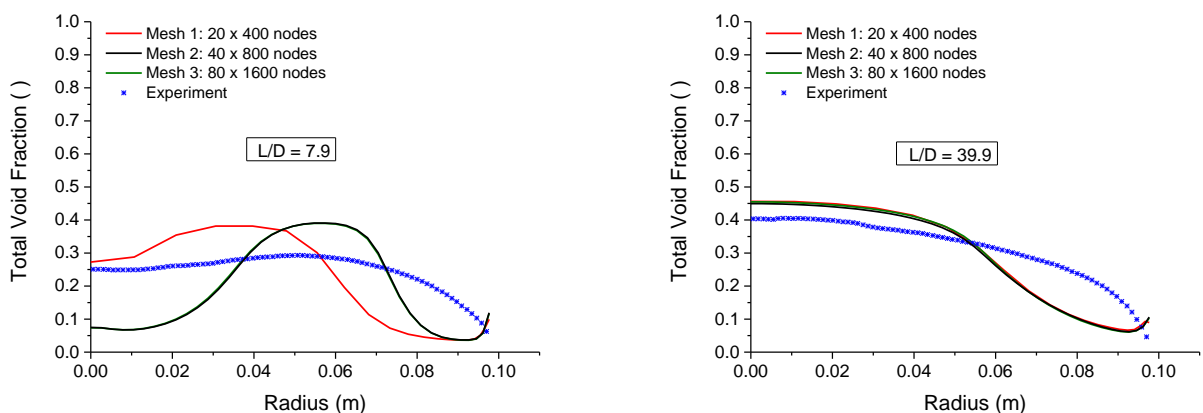 Total Void Fraction ( )
1.0
0.9
0.8
0.7
0.6
0.5
0.4
0.3
0.2
0.1
0.0
Mesh 1: 20 x 400 nodes
Mesh 2: 40 x 800 nodes
Mesh 3: 80 x 1600 nodes
Experiment
L/D = 7.9
0.00 0.02 0.04 0.06 0.08 0.10
Radius (m)
Total Void Fraction ( )
1.0
0.9
0.8
0.7
0.6
0.5
0.4
0.3
0.2
0.1
0.0
Mesh 1: 20 x 400 nodes
Mesh 2: 40 x 800 nodes
Mesh 3: 80 x 1600 nodes
Experiment
L/D = 39.9
0.00 0.02 0.04 0.06 0.08 0.10
Radius (m)